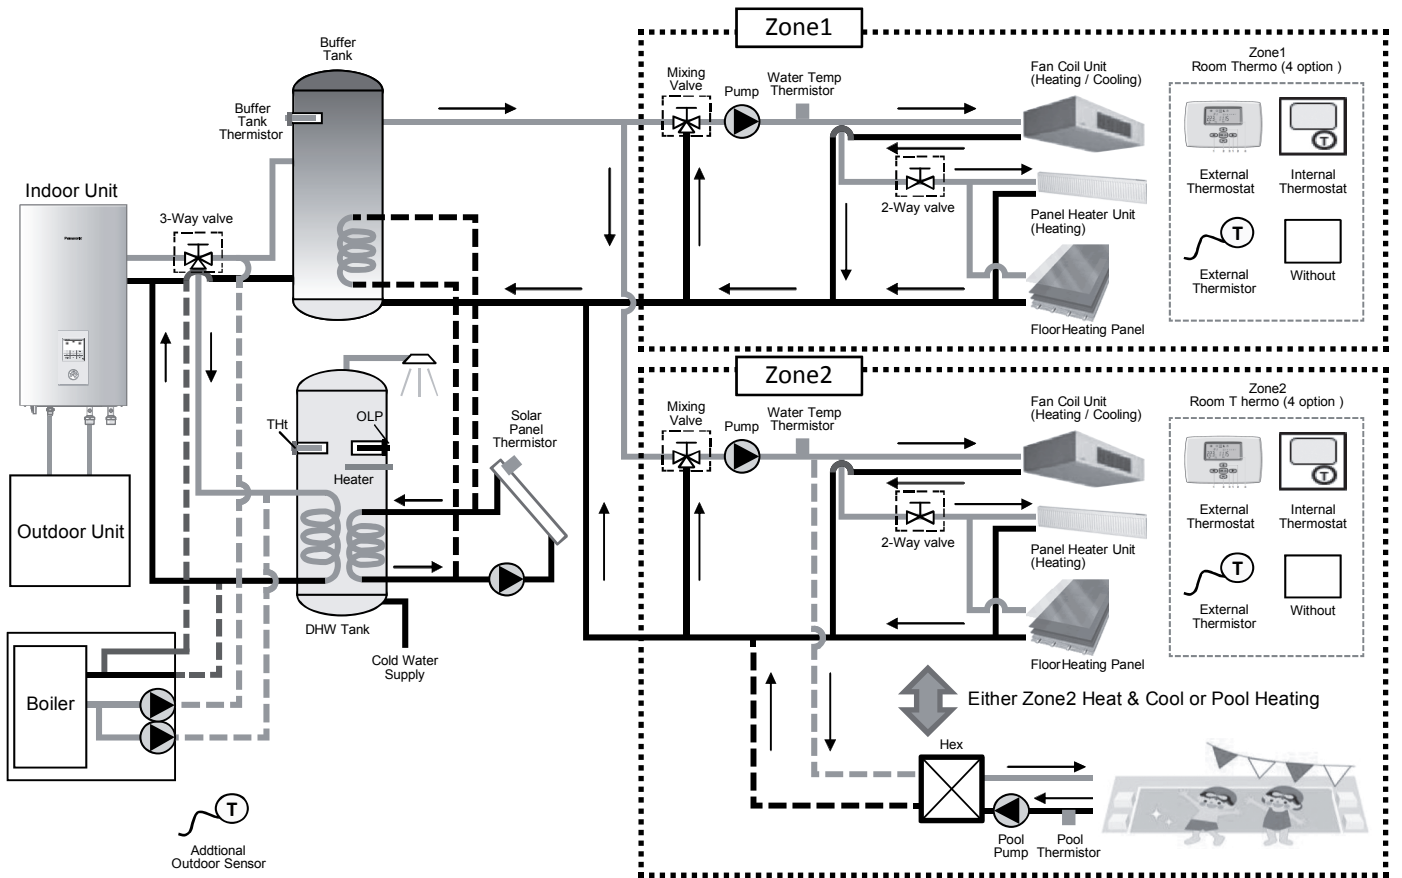 Zone1
Buffer
Tank
Buffer
Tank
Thermistor
Indoor Unit
Panasonic
3-Way valve
Mixing
Valve
Pump
Water Temp
Thermistor
Fan Coil Unit
(Heating / Cooling)
2-Way valve
Panel Heater Unit
(Heating)
FloorHeating Panel
Zone1
Room Thermo (4 option )
T
External
Thermostat
Internal
Thermostat
T
External
Thermistor
Without
Zone2
Mixing
Valve
Pump
Water Temp
Thermistor
Fan Coil Unit
(Heating / Cooling)
2-Way valve
Panel Heater Unit
(Heating)
FloorHeating Panel
Zone2
Room T hermo (4 option )
T
External
Thermostat
Internal
Thermostat
T
External
Thermistor
Without
THt
OLP
Heater
Solar
Panel
Thermistor
Outdoor Unit
DHW Tank
Cold Water
Supply
Boiler
T
Addtional
Outdoor Sensor
Either Zone2 Heat & Cool or Pool Heating
Hex
Pool
Pump
Pool
Thermistor